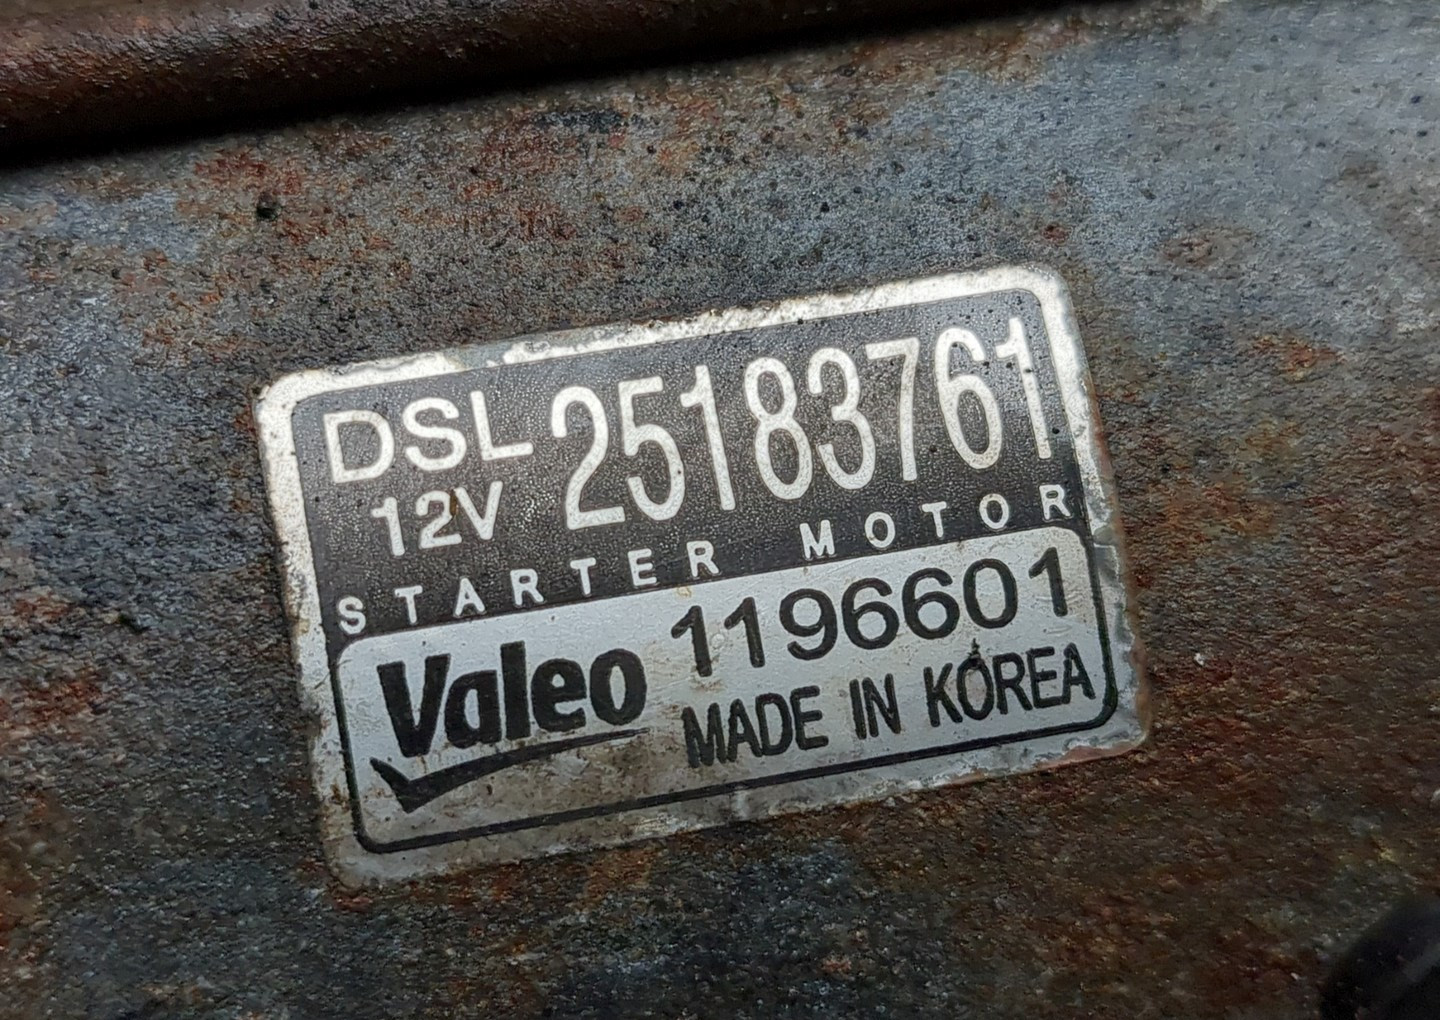 DSL 25183761
12V
STARTER MOTOR
Valeo 1196601
MADE IN KOREA